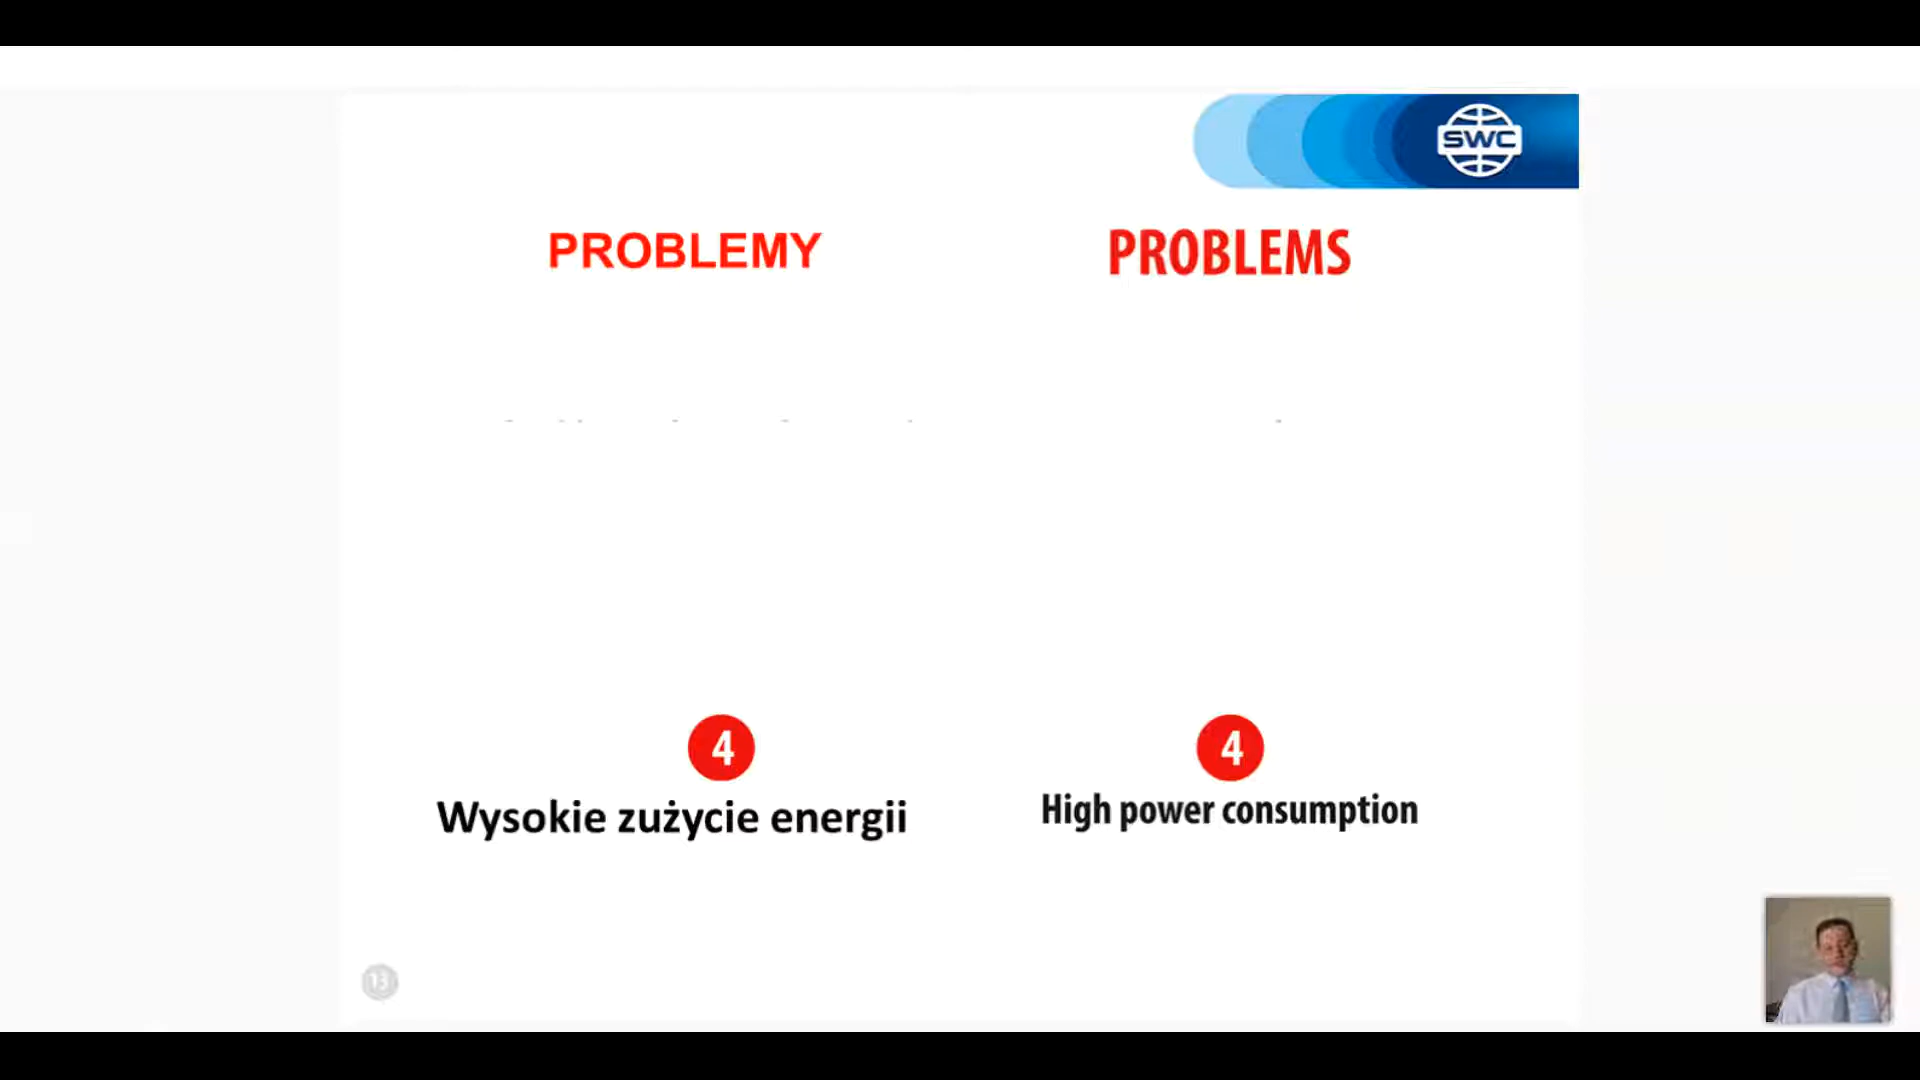 SWC
PROBLEMY
PROBLEMS
4
Wysokie zużycie energii
4
High power consumption
13